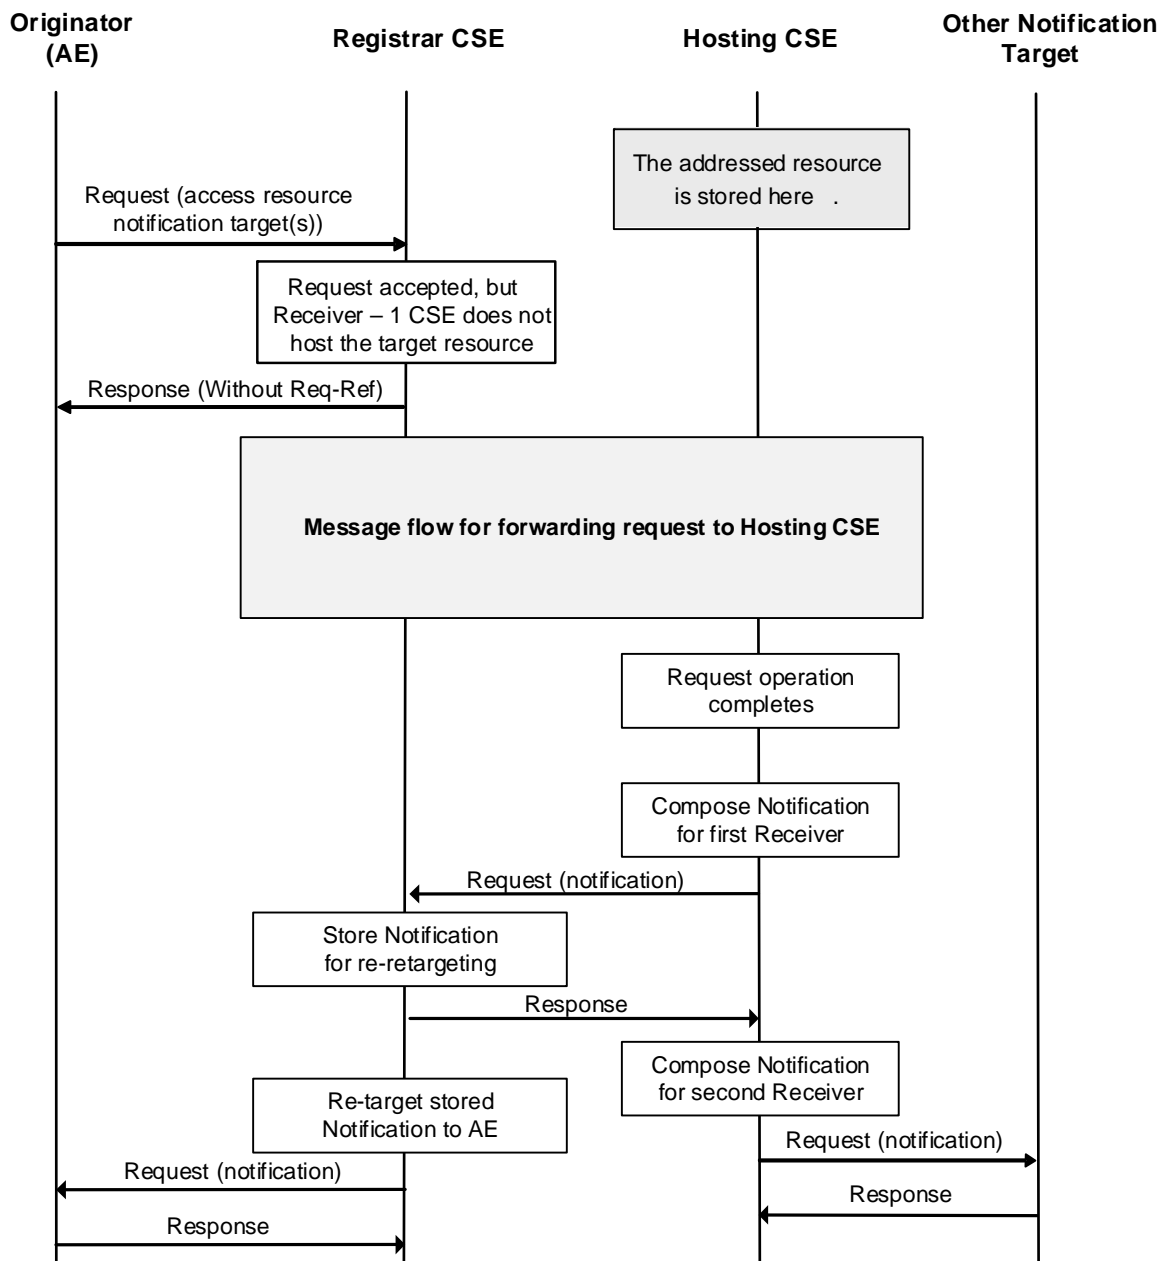 Originator
(AE)
Registrar CSE
Hosting CSE
Other Notification
Target
The addressed resource
is stored here .
Request (access resource
notification target(s))
Request accepted, but
Receiver – 1 CSE does not
host the target resource
Response (Without Req-Ref)
Message flow for forwarding request to Hosting CSE
Request operation
completes
Compose Notification
for first Receiver
Request (notification)
Store Notification
for re-retargeting
Response
Compose Notification
for second Receiver
Re-target stored
Notification to AE
Request (notification)
Request (notification)
Response
Response